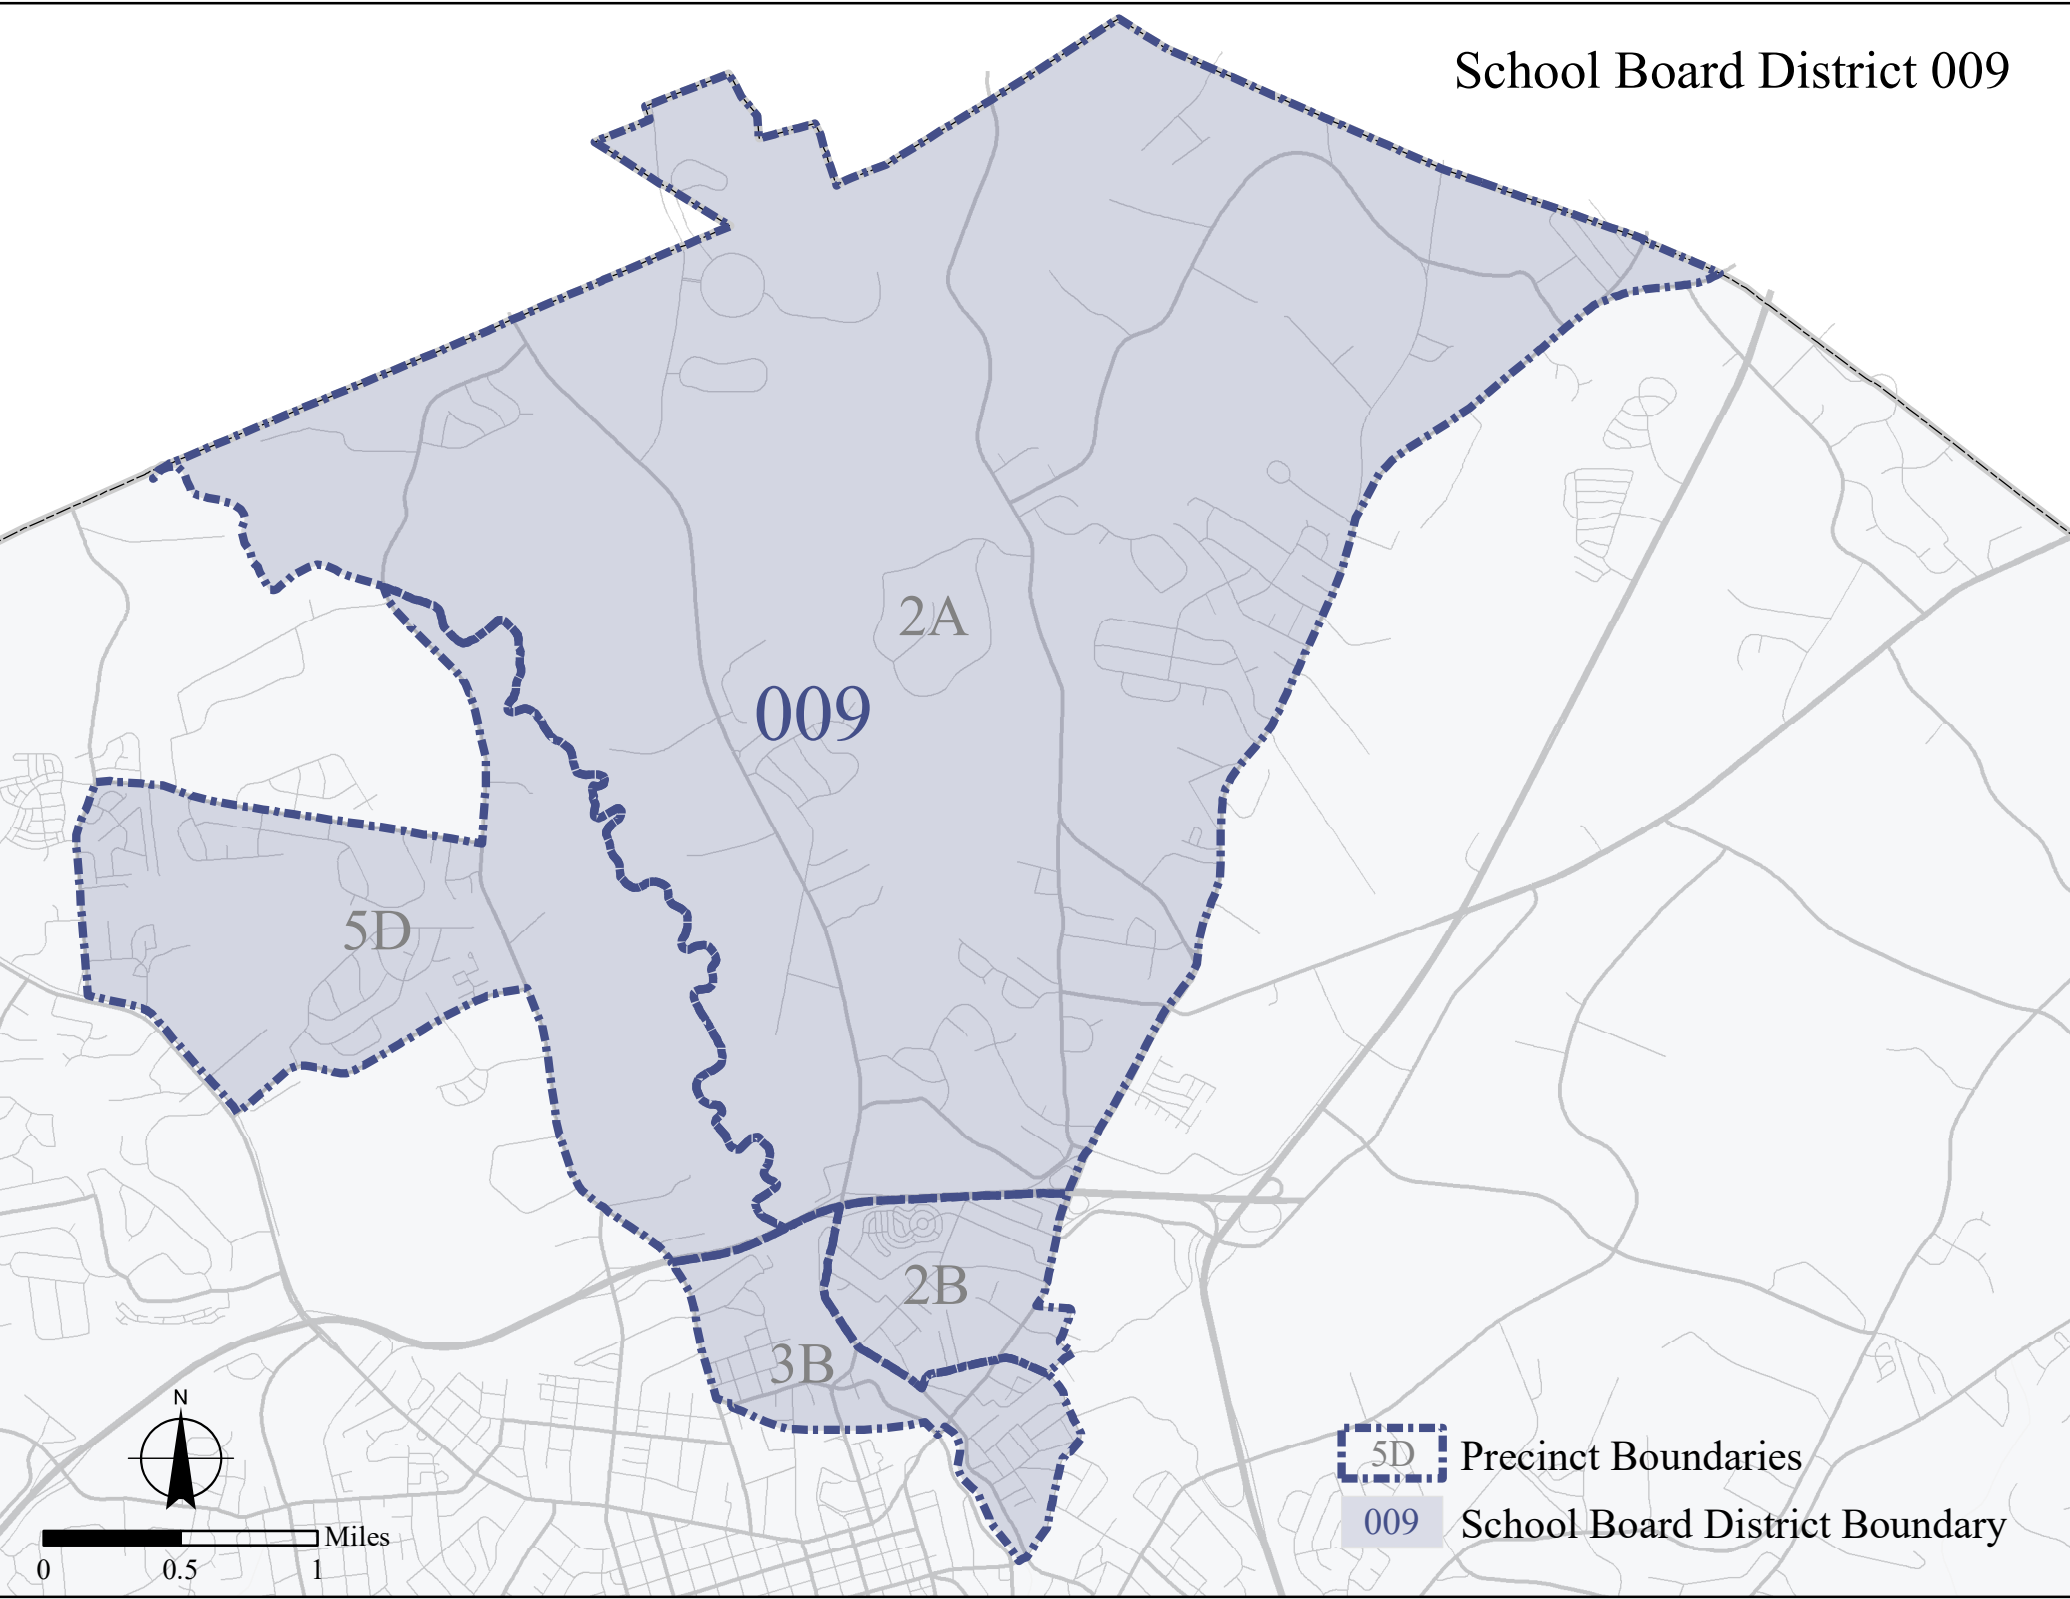 School Board District 009
2A
009
5D
2B
3B
N
Miles
0 0.5 1
5D Precinct Boundaries
009 School Board District Boundary